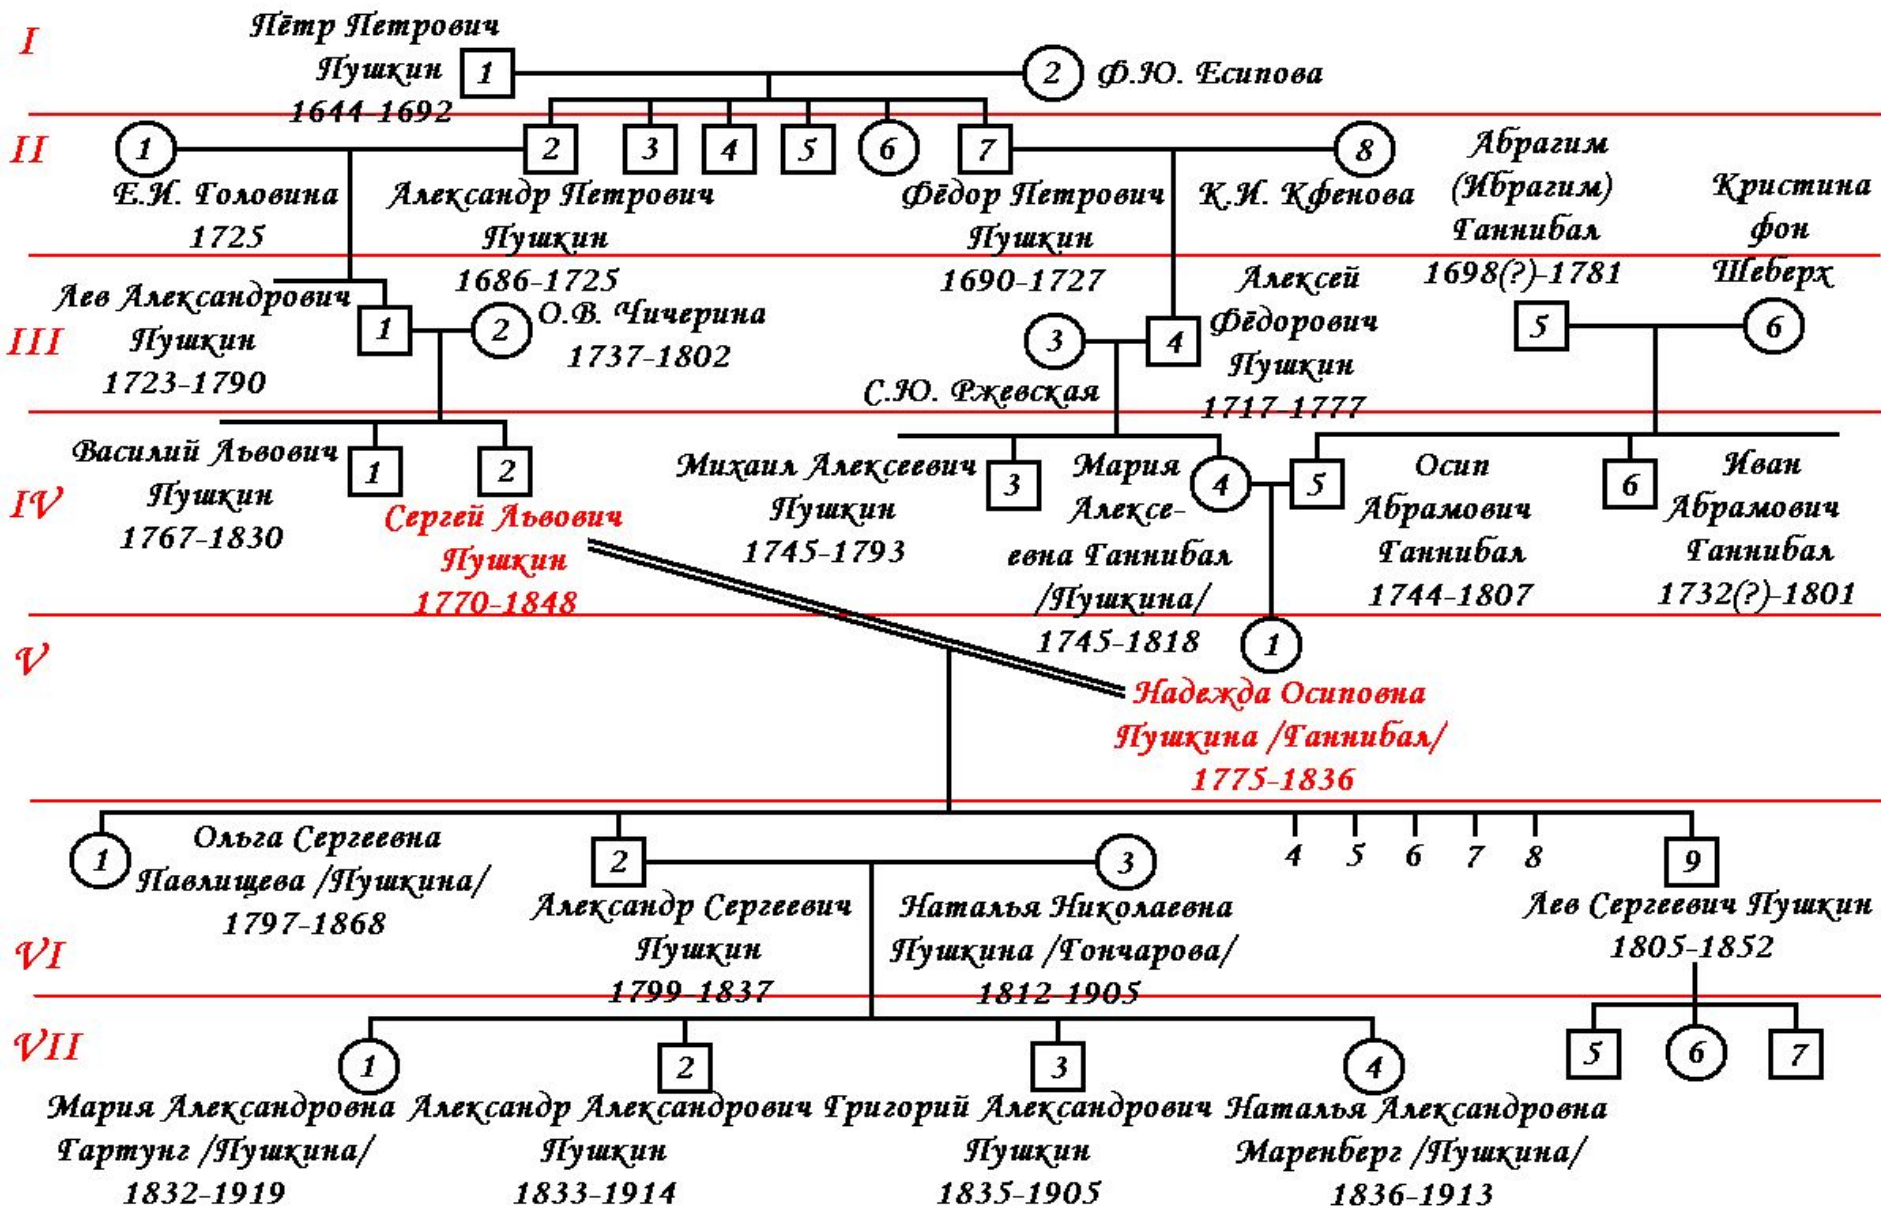 I
Пётр Петрович
Пушкин
1644-1692
1
2
Ф.Ю. Есипова
II
1
2
3
4
5
6
7
8
Е.И. Головина
1725
Александр Петрович
Пушкин
1686-1725
Фёдор Петрович
Пушкин
1690-1727
К.И. Кфенова
Абрагим
(Ибрагим)
Ганнибал
1698(?)-1781
Кристина
фон
Шеберх
III
Лев Александрович
Пушкин
1723-1790
1
2
О.В. Чичерина
1737-1802
3
С.Ю. Ржевская
4
Алексей
Фёдорович
Пушкин
1717-1777
5
6
IV
Василий Львович
Пушкин
1767-1830
1
2
Сергей Львович
Пушкин
1770-1848
Михаил Алексеевич
Пушкин
1745-1793
3
Мария
Алексе-
евна Ганнибал
/Пушкина/
1745-1818
4
5
Осип
Абрамович
Ганнибал
1744-1807
6
Иван
Абрамович
Ганнибал
1732(?)-1801
V
1
Надежда Осиповна
Пушкина /Ганнибал/
1775-1836
VI
1
Ольга Сергеевна
Павлищева /Пушкина/
1797-1868
2
Александр Сергеевич
Пушкин
1799-1837
3
Наталья Николаевна
Пушкина /Гончарова/
1812-1905
4
5
6
7
8
9
Лев Сергеевич Пушкин
1805-1852
VII
1
Мария Александровна
Гартунг /Пушкина/
1832-1919
2
Александр Александрович
Пушкин
1833-1914
3
Григорий Александрович
Пушкин
1835-1905
4
Наталья Александровна
Маренберг /Пушкина/
1836-1913
5
6
7